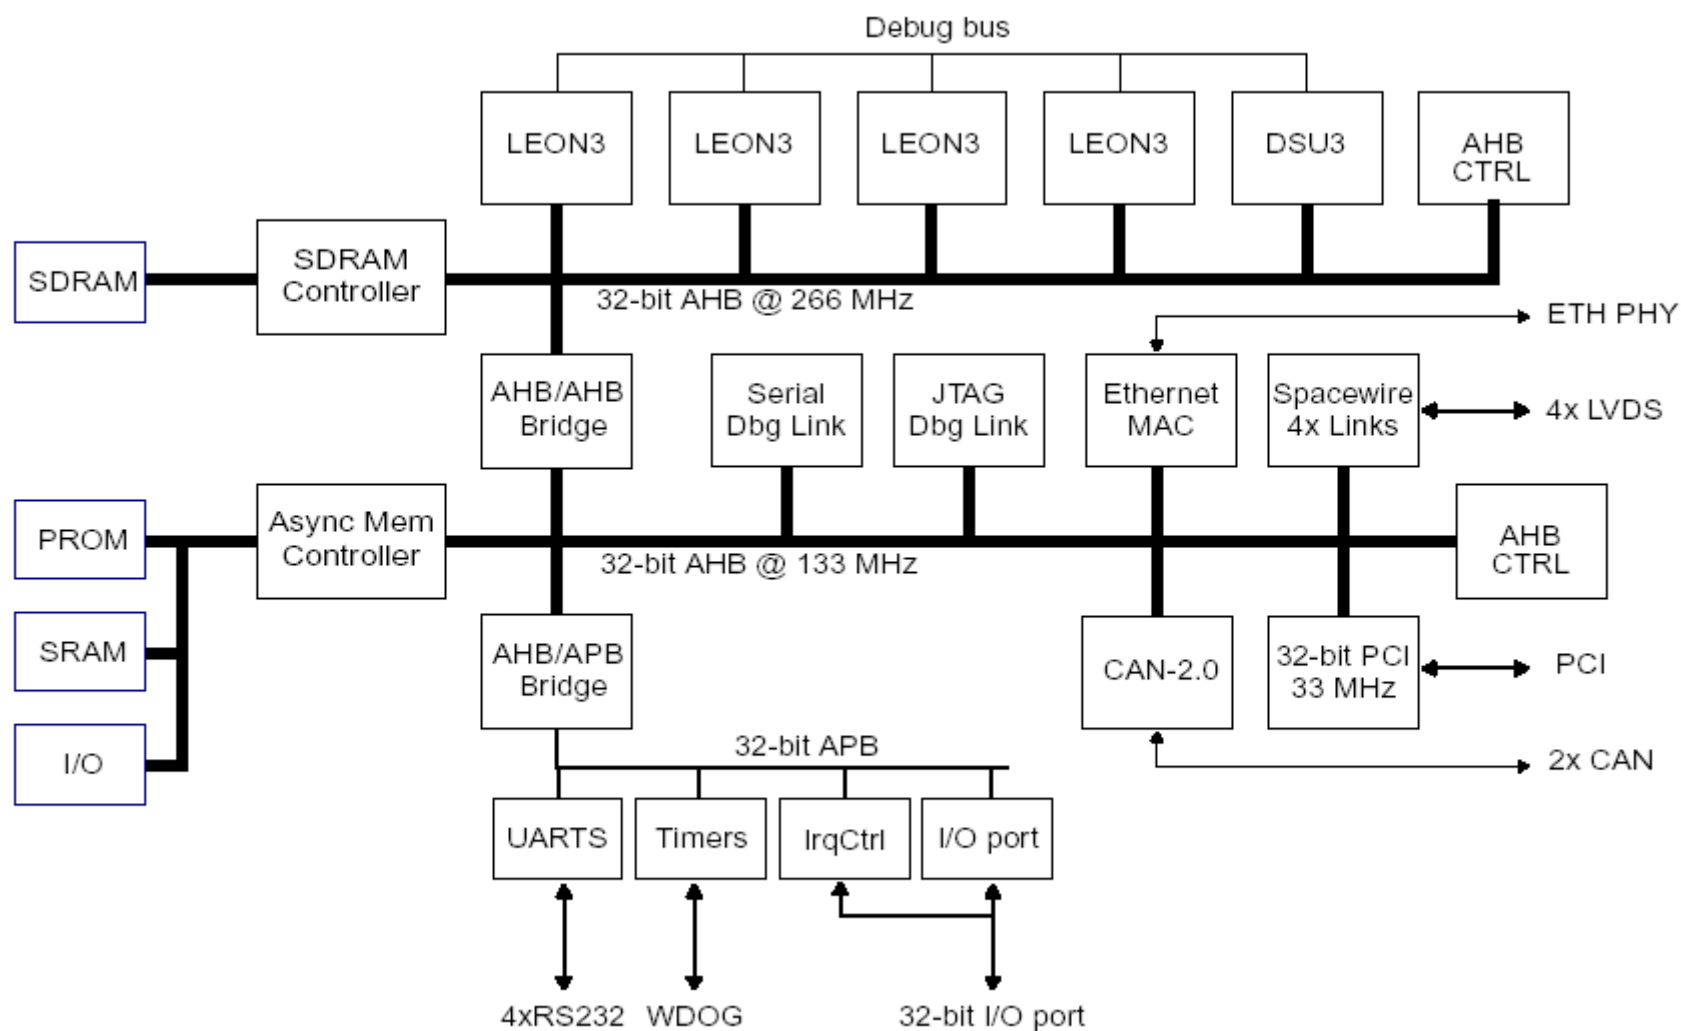 Debug bus
LEON3
LEON3
LEON3
LEON3
DSU3
AHB
CTRL
SDRAM
SDRAM
Controller
32-bit AHB @ 266 MHz
ETH PHY
AHB/AHB
Bridge
Serial
Dbg Link
JTAG
Dbg Link
Ethernet
MAC
Spacewire
4x Links
4x LVDS
PROM
Async Mem
Controller
32-bit AHB @ 133 MHz
AHB
CTRL
SRAM
AHB/APB
Bridge
CAN-2.0
32-bit PCI
33 MHz
PCI
I/O
32-bit APB
2x CAN
UARTS
Timers
IrqCtrl
I/O port
4xRS232
WDOG
32-bit I/O port